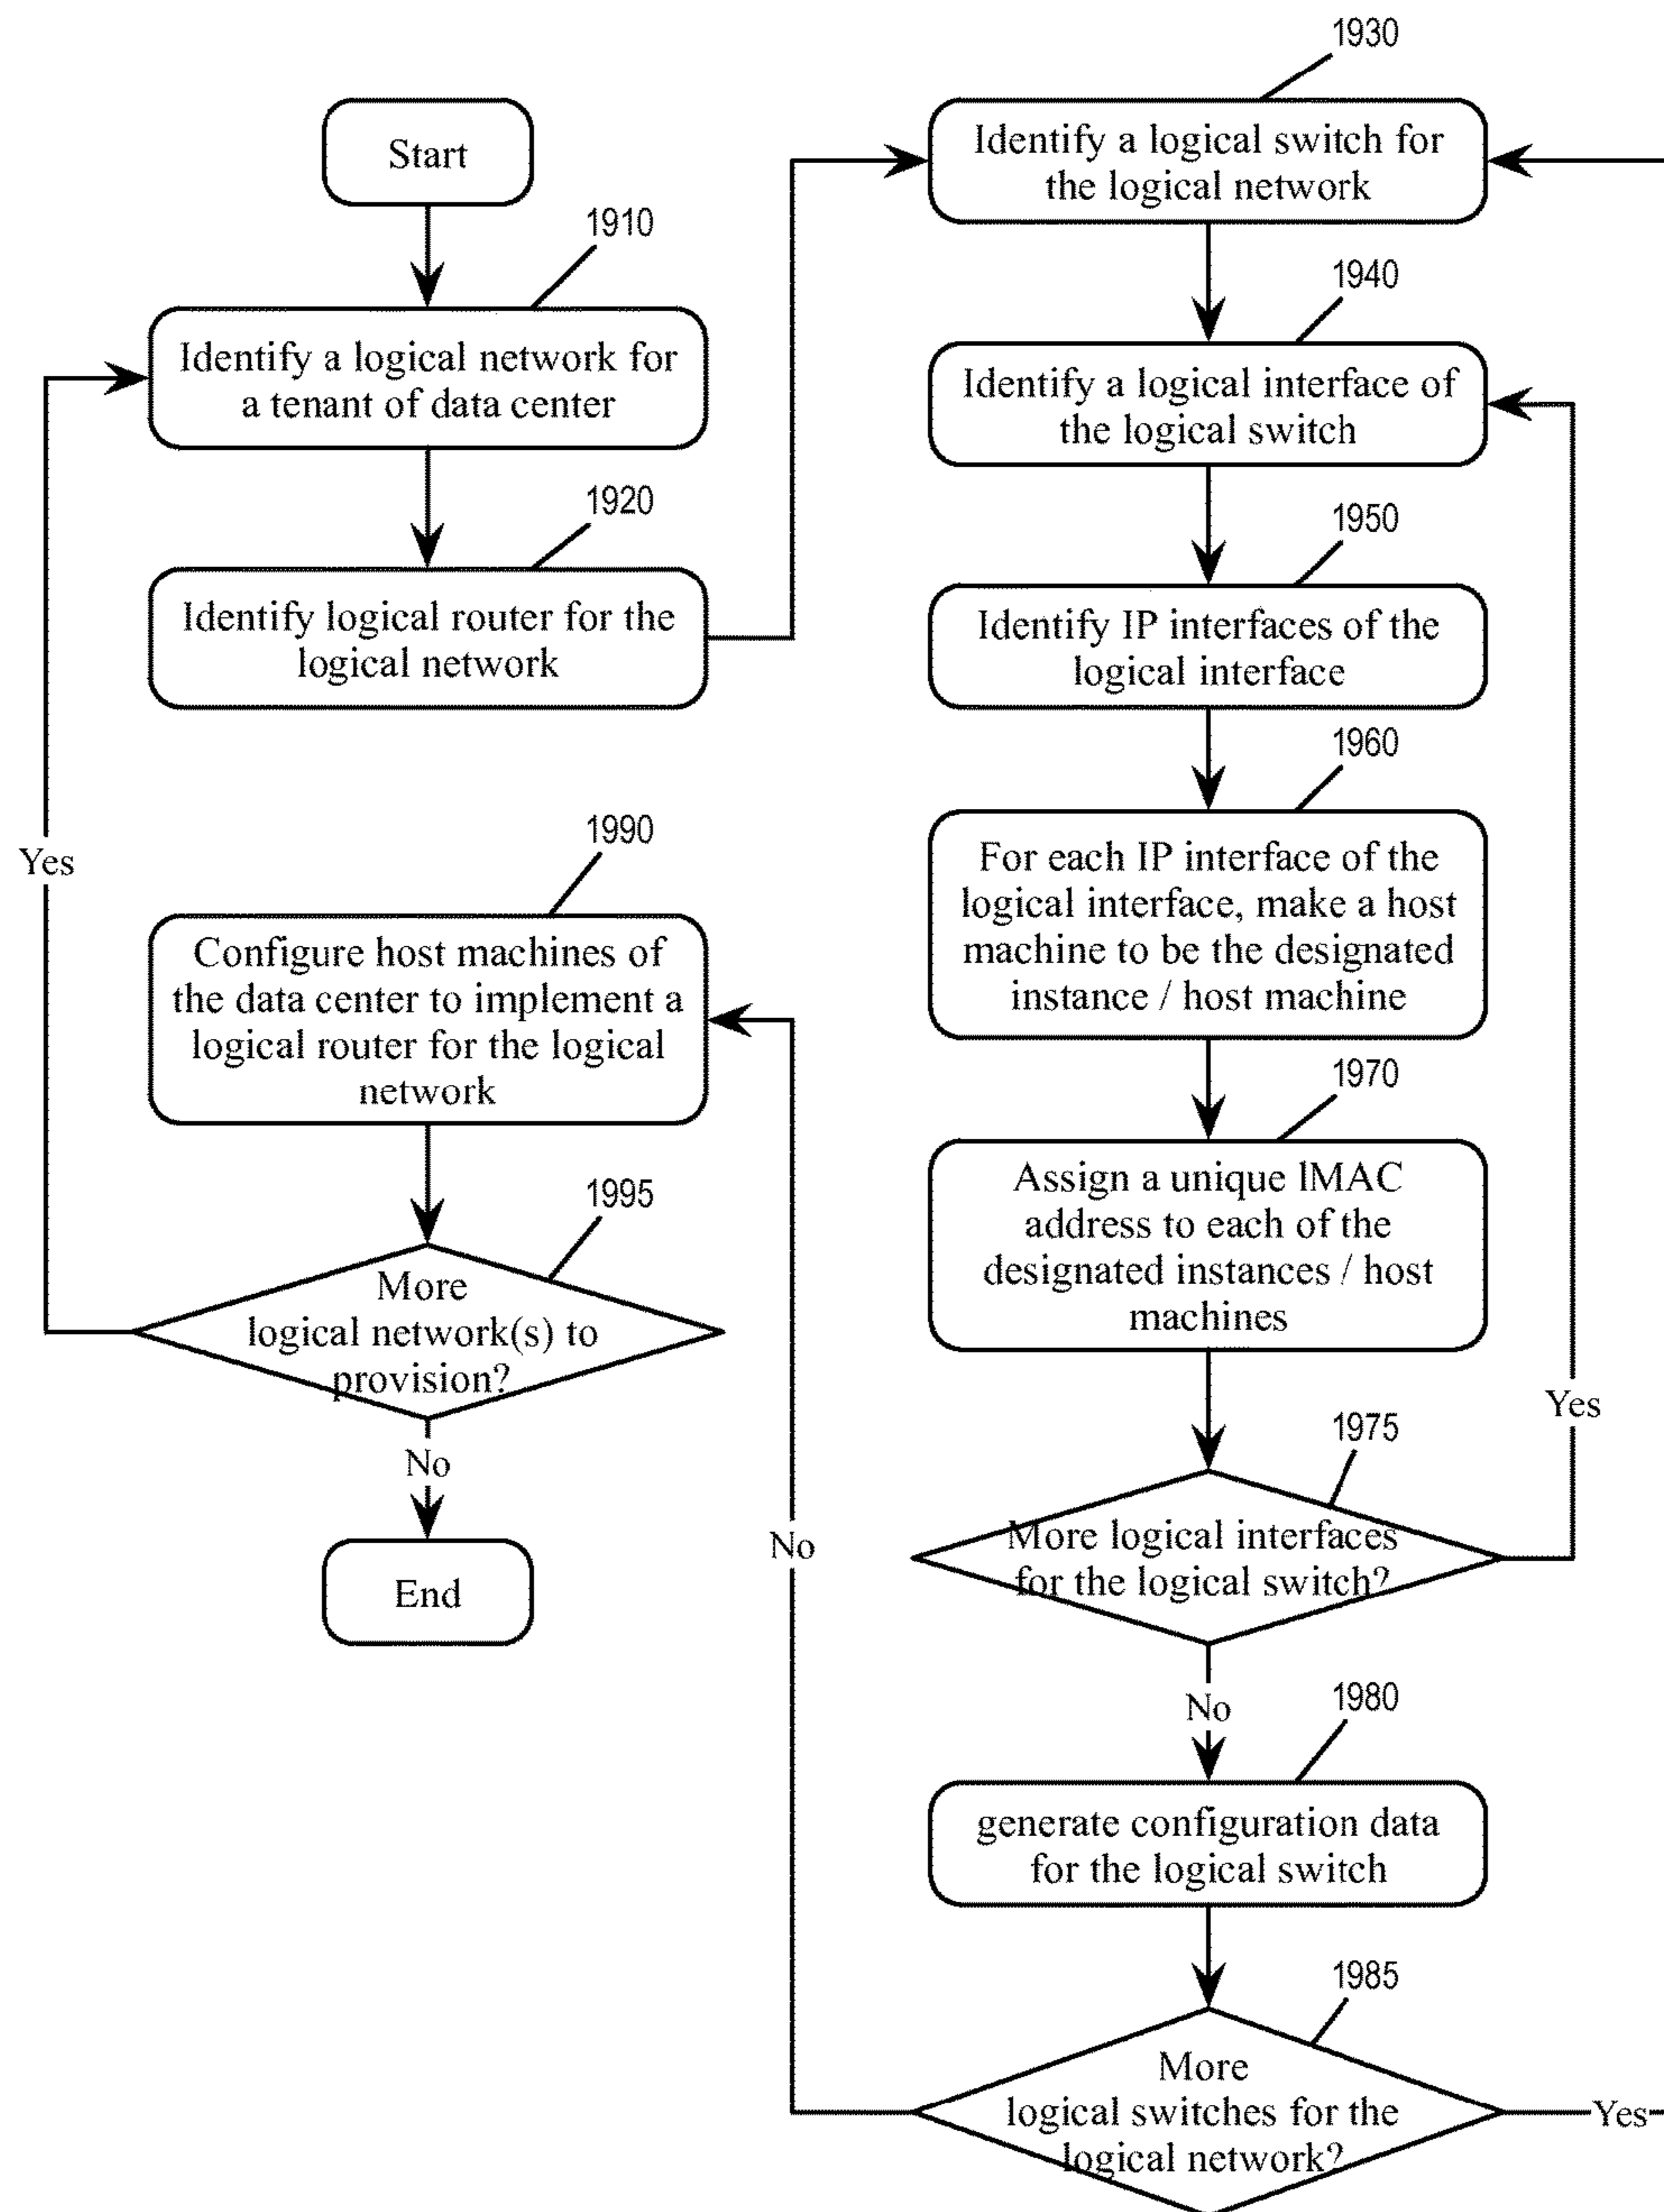 Start
1910
Identify a logical network for
a tenant of data center
1920
Identify logical router for the
logical network
1930
Identify a logical switch for
the logical network
1940
Identify a logical interface of
the logical switch
1950
Identify IP interfaces of the
logical interface
1960
For each IP interface of the
logical interface, make a host
machine to be the designated
instance / host machine
1970
Assign a unique lMAC
address to each of the
designated instances / host
machines
1975
More logical interfaces
for the logical switch?
Yes
No
1980
generate configuration data
for the logical switch
1985
More
logical switches for the
logical network?
Yes
No
1990
Configure host machines of
the data center to implement a
logical router for the logical
network
1995
More
logical network(s) to
provision?
Yes
No
End